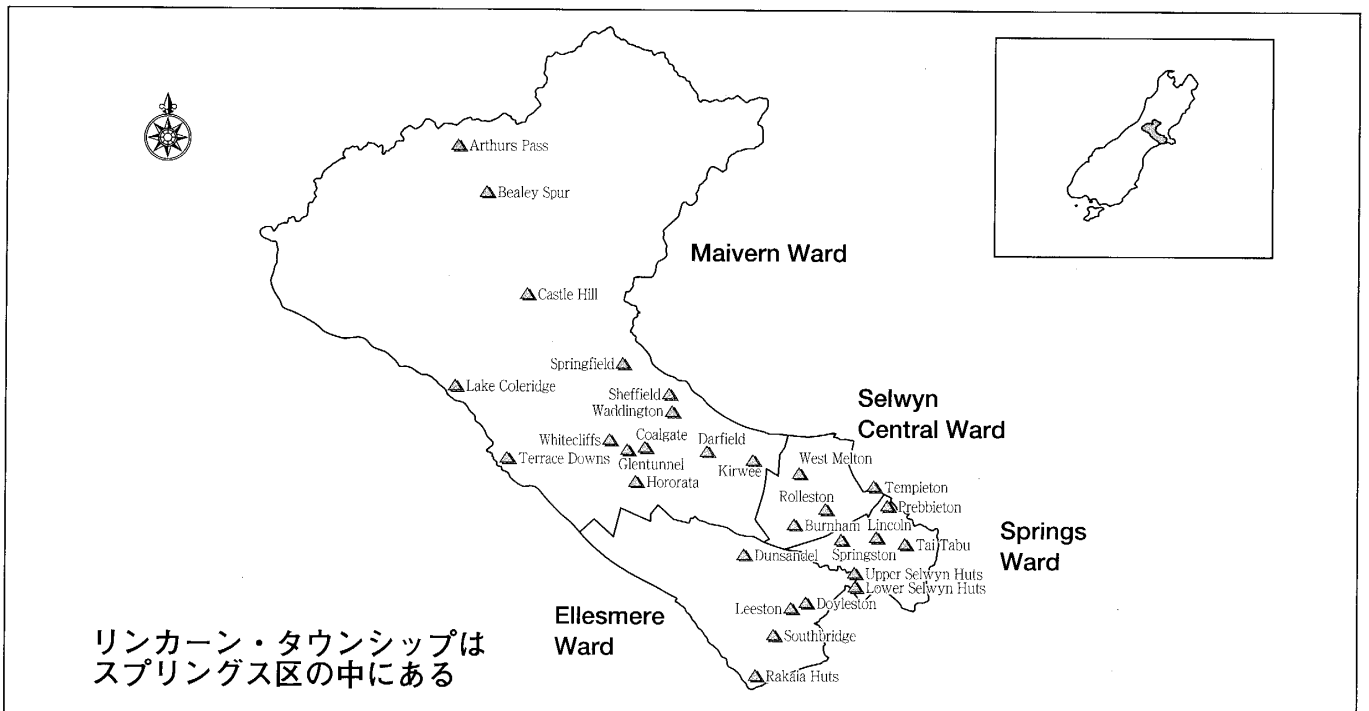 Arthurs Pass
Bealey Spur
Maivern Ward
Castle Hill
Springfield
Lake Coleridge
Sheffield
Waddington
Selwyn
Central Ward
Whitecliffs
Coalgate
Darfield
West Melton
Terrace Downs
Glentunnel
Kirwee
Hororata
Templeton
Rolleston
Prebbieton
Burnham
Lincoln
Springs
Ward
Springston
Tai Tabu
Dunsandel
Upper Selwyn Huts
Lower Selwyn Huts
Ellesmere
Ward
Leeston
Doyleston
Southbridge
Rakaia Huts
リンカーン・タウンシップは
スプリングス区の中にある